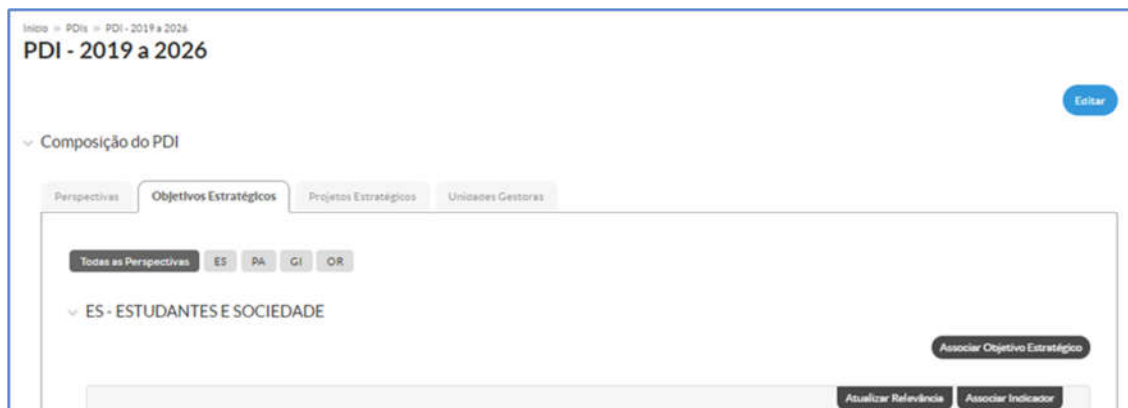 Início » PDIs » PDI - 2019 a 2026
PDI - 2019 a 2026
Editar
Composição do PDI
Perspectivas Objetivos Estratégicos Projetos Estratégicos Unidades Gestoras
Todas as Perspectivas ES PA GI OR
ES - ESTUDANTES E SOCIEDADE
Associar Objetivo Estratégico
Atualizar Relevância Associar Indicador